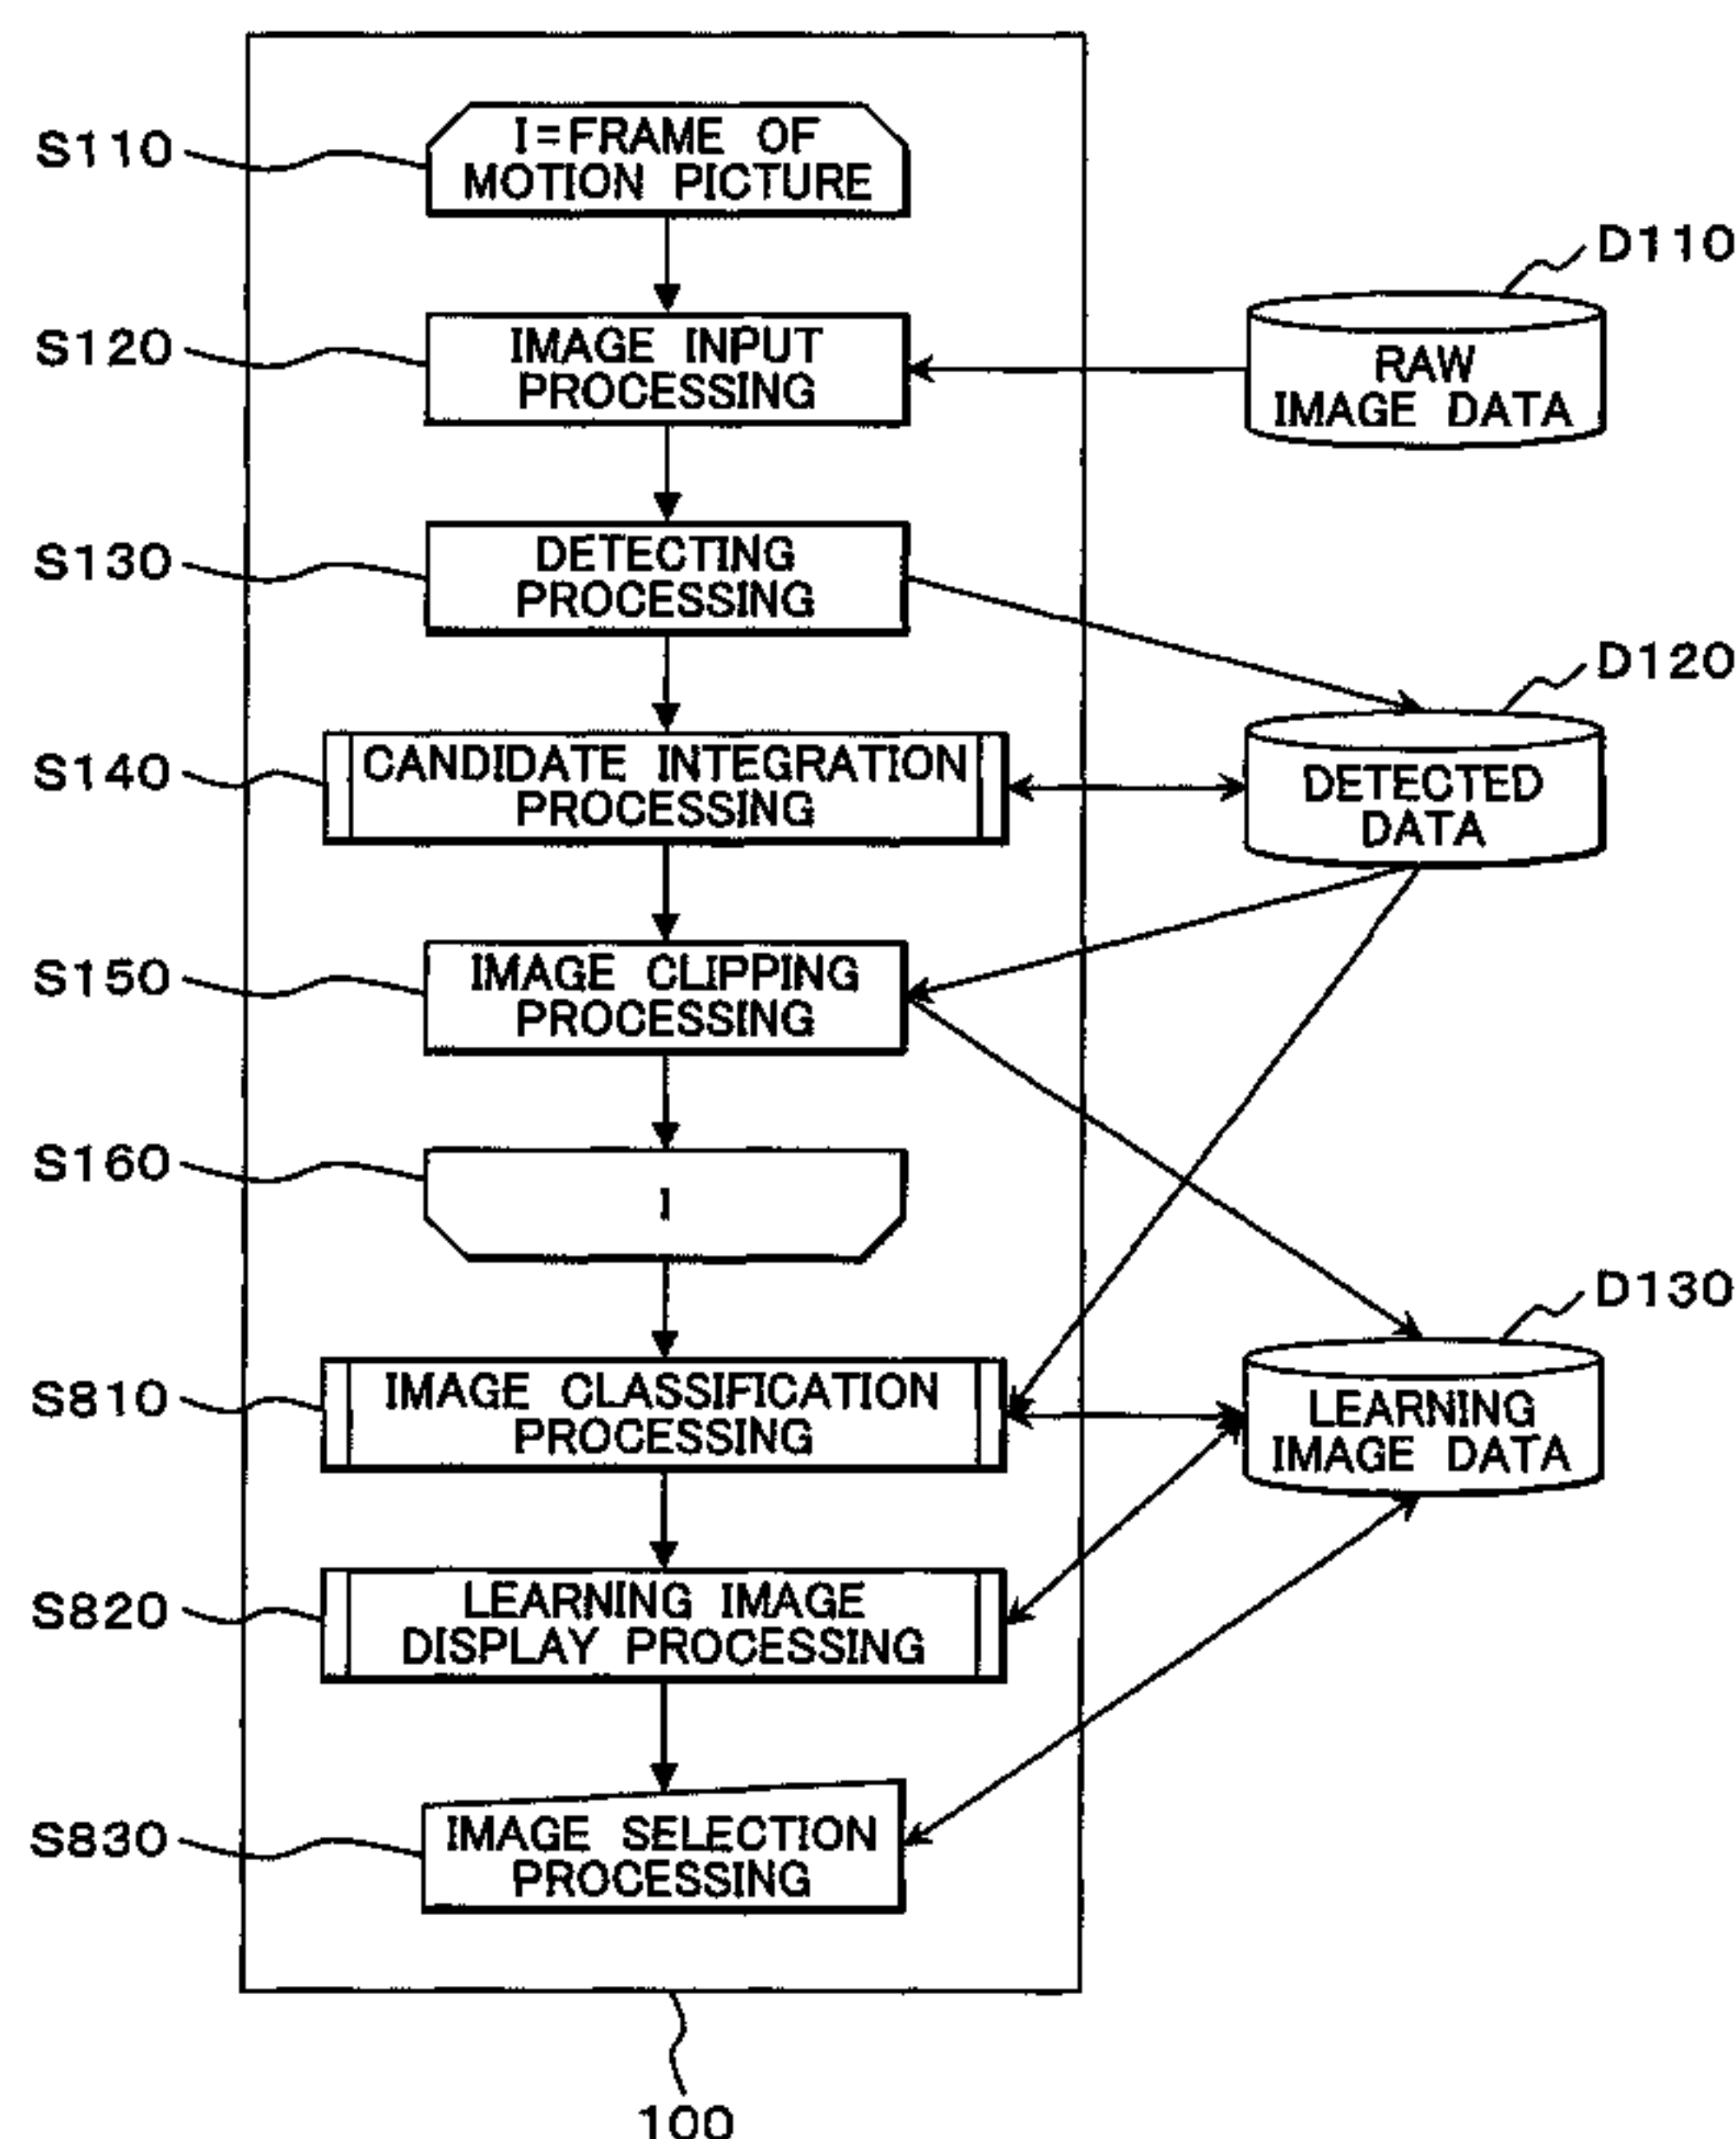 S110
I=FRAME OF
MOTION PICTURE
D110
S120
IMAGE INPUT
PROCESSING
RAW
IMAGE DATA
S130
DETECTING
PROCESSING
D120
S140
CANDIDATE INTEGRATION
PROCESSING
DETECTED
DATA
S150
IMAGE CLIPPING
PROCESSING
S160
I
D130
S810
IMAGE CLASSIFICATION
PROCESSING
LEARNING
IMAGE DATA
S820
LEARNING IMAGE
DISPLAY PROCESSING
S830
IMAGE SELECTION
PROCESSING
100